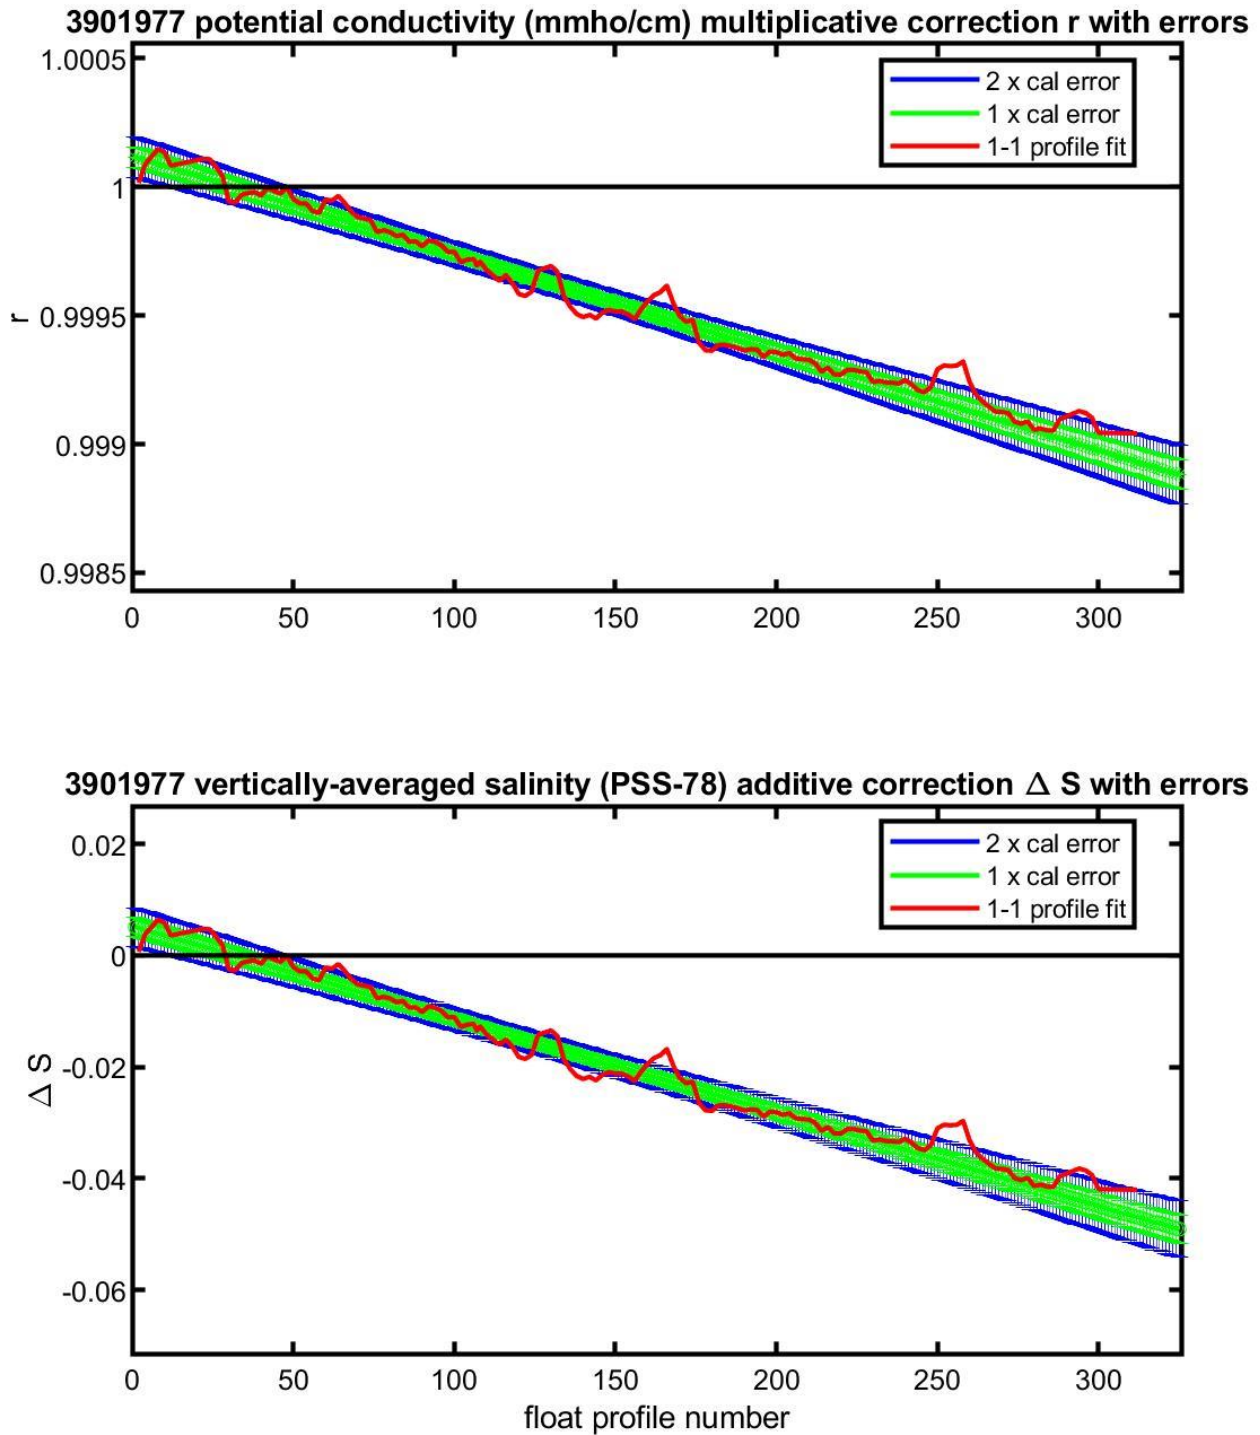 3901977 potential conductivity (mmho/cm) multiplicative correction r with errors
1.0005
1
0.9995
0.999
0.9985
r
2 x cal error
1 x cal error
1-1 profile fit
0 50 100 150 200 250 300
3901977 vertically-averaged salinity (PSS-78) additive correction Δ S with errors
0.02
0
-0.02
-0.04
-0.06
Δ S
2 x cal error
1 x cal error
1-1 profile fit
0 50 100 150 200 250 300
float profile number